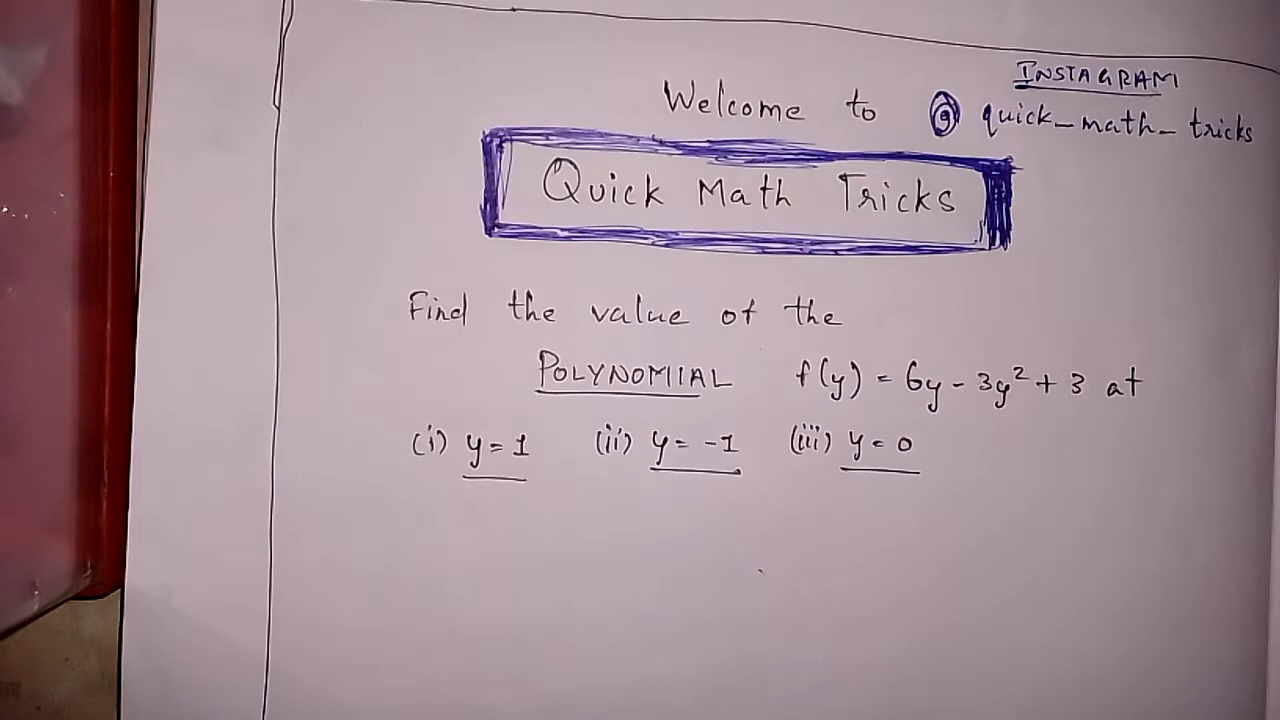 INSTAGRAM
Welcome to @ quick_math_tricks
Quick Math Tricks
Find the value of the
POLYNOMIAL f(y) = 6y - 3y² + 3 at
(i) y = 1 (ii) y = -1 (iii) y = 0